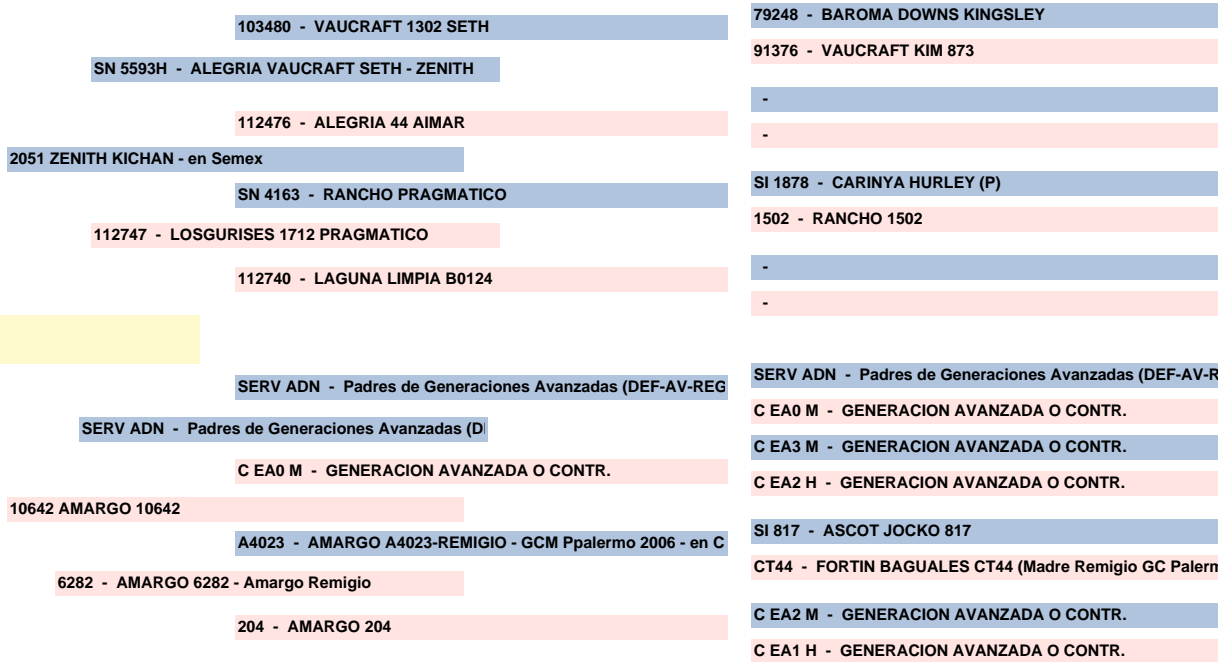 103480 - VAUCRAFT 1302 SETH
SN 5593H - ALEGRIA VAUCRAFT SETH - ZENITH
112476 - ALEGRIA 44 AIMAR
2051 ZENITH KICHAN - en Semex
SN 4163 - RANCHO PRAGMATICO
112747 - LOSGURISES 1712 PRAGMATICO
112740 - LAGUNA LIMPIA B0124
SERV ADN - Padres de Generaciones Avanzadas (DEF-AV-REG
SERV ADN - Padres de Generaciones Avanzadas (D
C EA0 M - GENERACION AVANZADA O CONTR.
10642 AMARGO 10642
A4023 - AMARGO A4023-REMIGIO - GCM Ppalermo 2006 - en C
6282 - AMARGO 6282 - Amargo Remigio
204 - AMARGO 204
79248 - BAROMA DOWNS KINGSLEY
91376 - VAUCRAFT KIM 873
-
-
SI 1878 - CARINYA HURLEY (P)
1502 - RANCHO 1502
-
-
SERV ADN - Padres de Generaciones Avanzadas (DEF-AV-R
C EA0 M - GENERACION AVANZADA O CONTR.
C EA3 M - GENERACION AVANZADA O CONTR.
C EA2 H - GENERACION AVANZADA O CONTR.
SI 817 - ASCOT JOCKO 817
CT44 - FORTIN BAGUALES CT44 (Madre Remigio GC Palerm
C EA2 M - GENERACION AVANZADA O CONTR.
C EA1 H - GENERACION AVANZADA O CONTR.